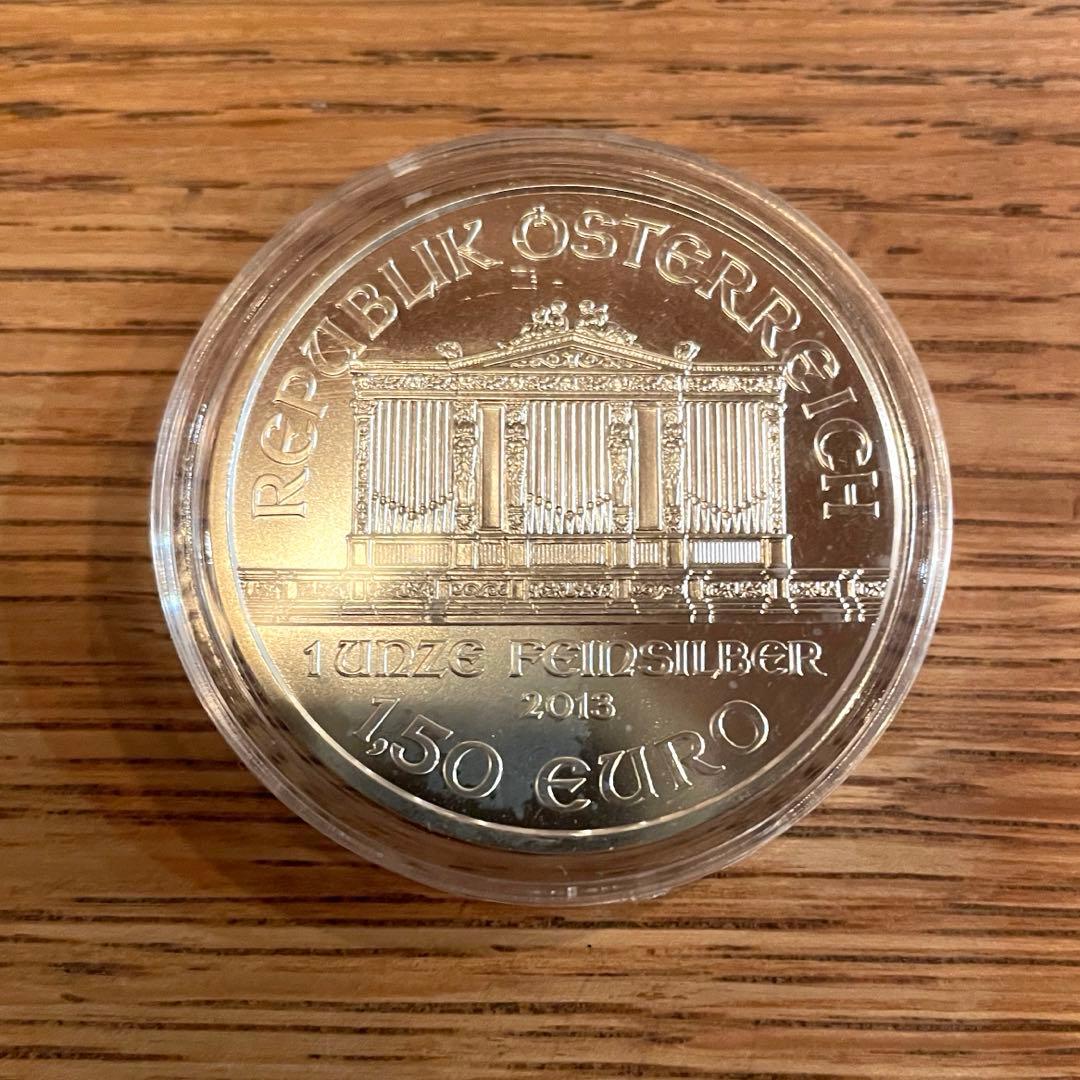 REPUBLIK ÖSTERREICH
1 UNZE FEINSILBER
2013
1,50 EURO